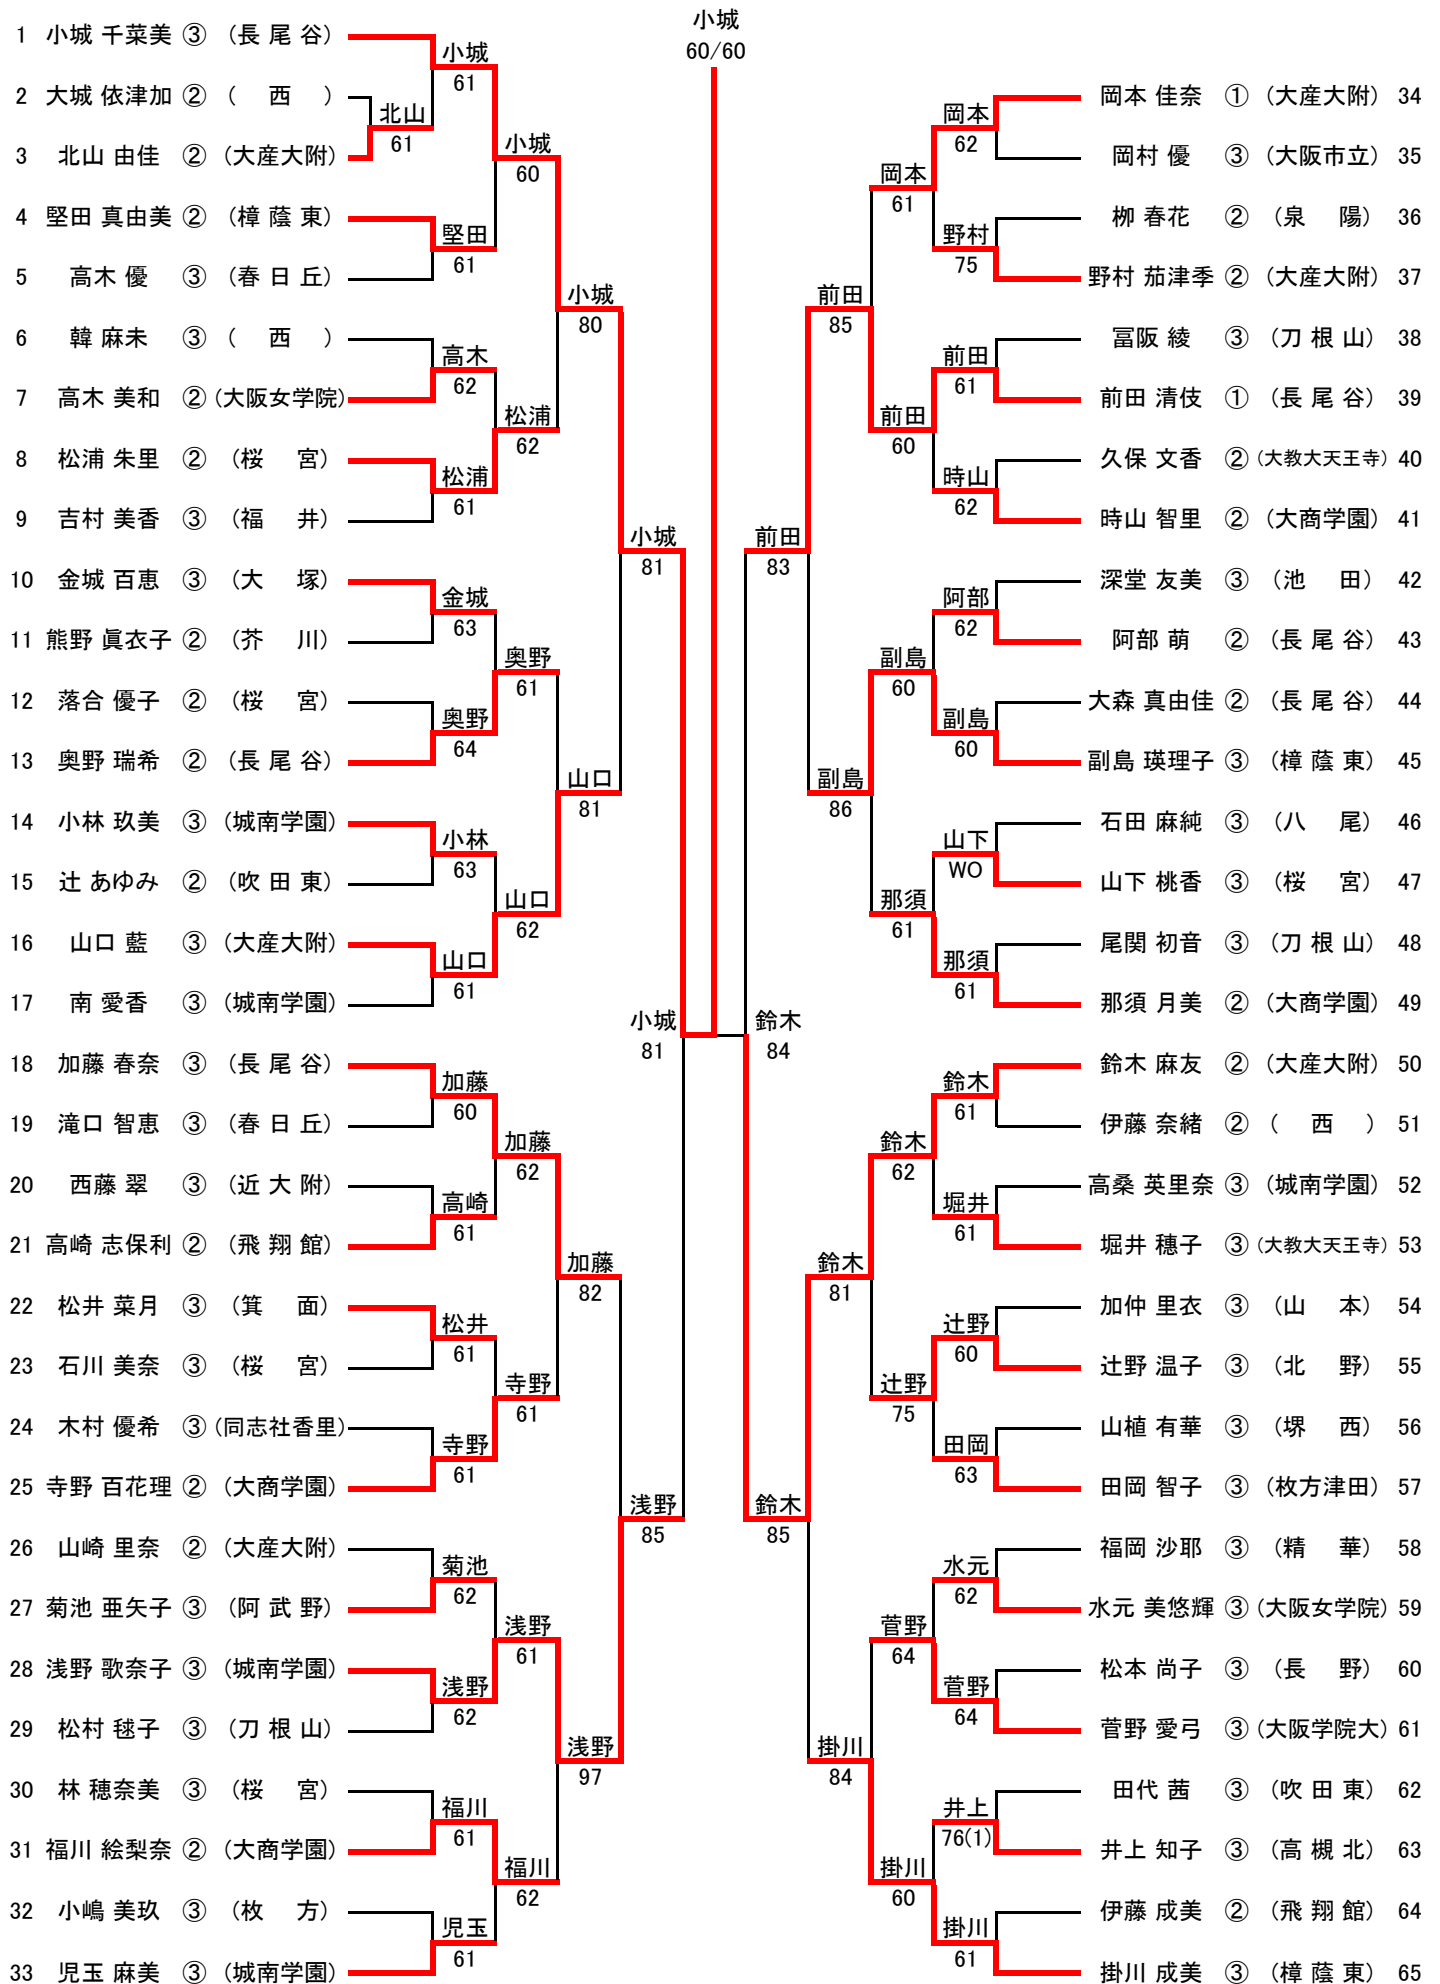 小城
60/60
1 小城 千菜美 ③ (長 尾 谷)
2 大城 依津加 ② ( 西 )
3 北山 由佳 ② (大産大附)
4 堅田 真由美 ② (樟 蔭 東)
5 高木 優 ③ (春 日 丘)
6 韓 麻未 ③ ( 西 )
7 高木 美和 ② (大阪女学院)
8 松浦 朱里 ② (桜 宮)
9 吉村 美香 ③ (福 井)
10 金城 百恵 ③ (大 塚)
11 熊野 眞衣子 ② (芥 川)
12 落合 優子 ② (桜 宮)
13 奥野 瑞希 ② (長 尾 谷)
14 小林 玖美 ③ (城南学園)
15 辻 あゆみ ② (吹 田 東)
16 山口 藍 ③ (大産大附)
17 南 愛香 ③ (城南学園)
18 加藤 春奈 ③ (長 尾 谷)
19 滝口 智恵 ③ (春 日 丘)
20 西藤 翠 ③ (近 大 附)
21 高崎 志保利 ② (飛 翔 館)
22 松井 菜月 ③ (箕 面)
23 石川 美奈 ③ (桜 宮)
24 木村 優希 ③ (同志社香里)
25 寺野 百花理 ② (大商学園)
26 山崎 里奈 ② (大産大附)
27 菊池 亜矢子 ③ (阿 武 野)
28 浅野 歌奈子 ③ (城南学園)
29 松村 毬子 ③ (刀 根 山)
30 林 穂奈美 ③ (桜 宮)
31 福川 絵梨奈 ② (大商学園)
32 小嶋 美玖 ③ (枚 方)
33 児玉 麻美 ③ (城南学園)
北山
61
小城
61
堅田
61
高木
62
松浦
61
金城
63
奥野
64
小林
63
山口
61
加藤
60
高崎
61
松井
61
寺野
61
菊池
62
浅野
62
福川
61
児玉
61
小城
60
松浦
62
奥野
61
山口
62
加藤
62
寺野
61
浅野
61
福川
62
小城
80
山口
81
加藤
82
浅野
97
小城
81
浅野
85
小城
81
鈴木
84
前田
83
鈴木
85
前田
85
副島
86
鈴木
81
掛川
84
岡本
61
前田
60
副島
60
那須
61
鈴木
62
辻野
75
菅野
64
掛川
60
岡本
62
野村
75
前田
61
時山
62
阿部
62
副島
60
山下
WO
那須
61
鈴木
61
堀井
61
辻野
60
田岡
63
水元
62
菅野
64
井上
76(1)
掛川
61
岡本 佳奈 ① (大産大附) 34
岡村 優 ③ (大阪市立) 35
栁 春花 ② (泉 陽) 36
野村 茄津季 ② (大産大附) 37
冨阪 綾 ③ (刀 根 山) 38
前田 清伎 ① (長 尾 谷) 39
久保 文香 ② (大教大天王寺) 40
時山 智里 ② (大商学園) 41
深堂 友美 ③ (池 田) 42
阿部 萌 ② (長 尾 谷) 43
大森 真由佳 ② (長 尾 谷) 44
副島 瑛理子 ③ (樟 蔭 東) 45
石田 麻純 ③ (八 尾) 46
山下 桃香 ③ (桜 宮) 47
尾関 初音 ③ (刀 根 山) 48
那須 月美 ② (大商学園) 49
鈴木 麻友 ② (大産大附) 50
伊藤 奈緒 ② ( 西 ) 51
高桑 英里奈 ③ (城南学園) 52
堀井 穂子 ③ (大教大天王寺) 53
加仲 里衣 ③ (山 本) 54
辻野 温子 ③ (北 野) 55
山植 有華 ③ (堺 西) 56
田岡 智子 ③ (枚方津田) 57
福岡 沙耶 ③ (精 華) 58
水元 美悠輝 ③ (大阪女学院) 59
松本 尚子 ③ (長 野) 60
菅野 愛弓 ③ (大阪学院大) 61
田代 茜 ③ (吹 田 東) 62
井上 知子 ③ (高 槻 北) 63
伊藤 成美 ② (飛 翔 館) 64
掛川 成美 ③ (樟 蔭 東) 65